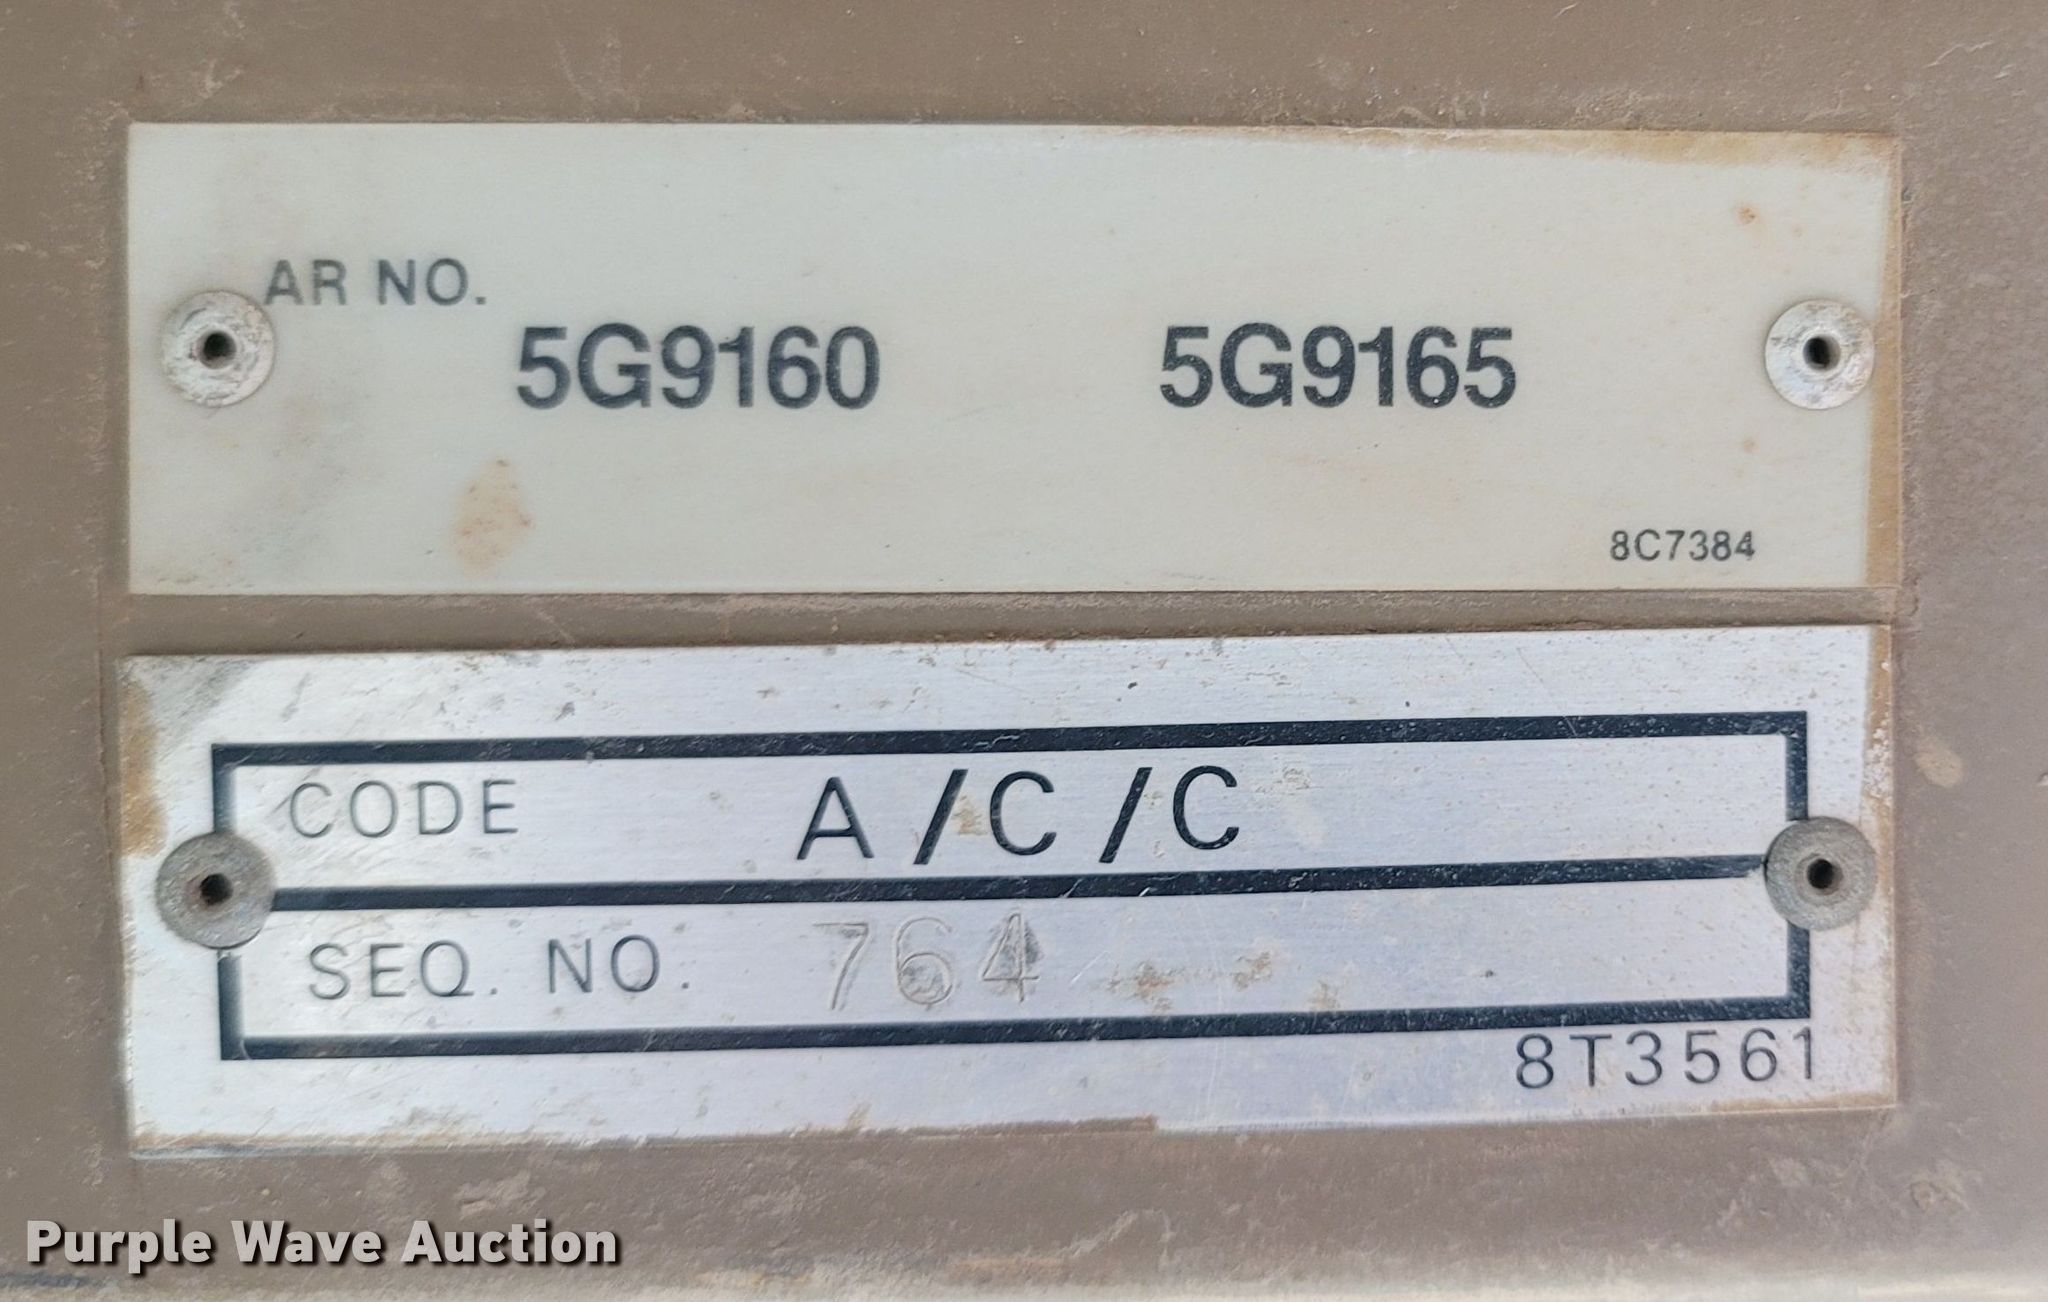 AR NO.
5G9160 5G9165
8C7384
CODE A/C/C
SEQ. NO. 764
8T3561
Purple Wave Auction